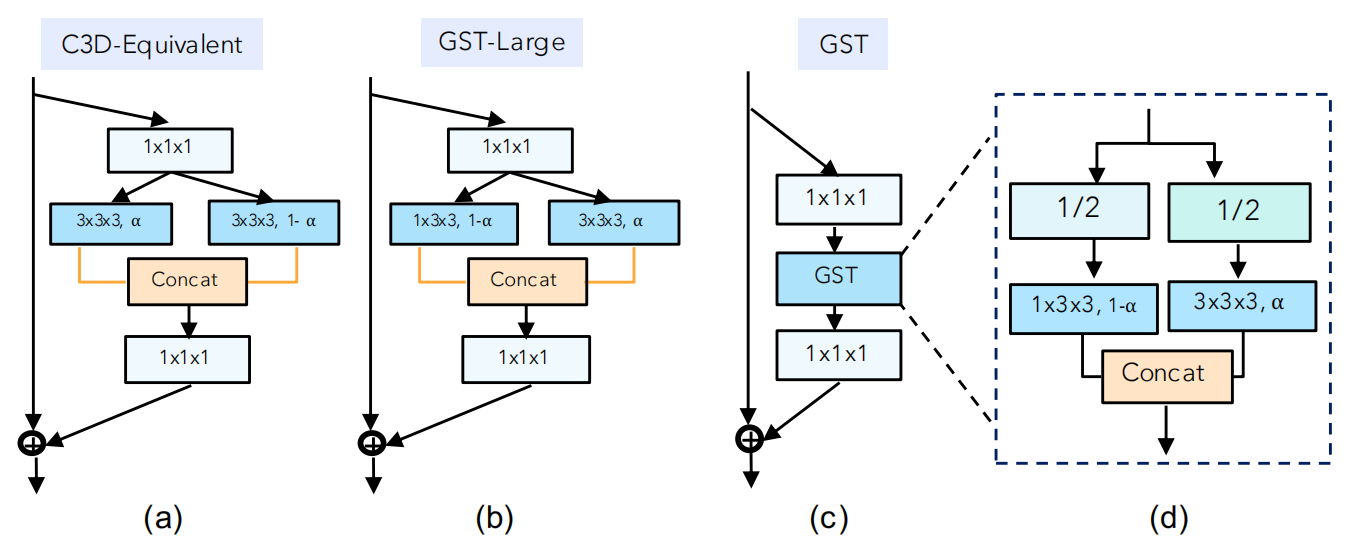 C3D-Equivalent
1x1x1
3x3x3, α
3x3x3, 1- α
Concat
1x1x1
(a)
GST-Large
1x1x1
1x3x3, 1-α
3x3x3, α
Concat
1x1x1
(b)
GST
1x1x1
GST
1x1x1
(c)
1/2
1/2
1x3x3, 1-α
3x3x3, α
Concat
(d)